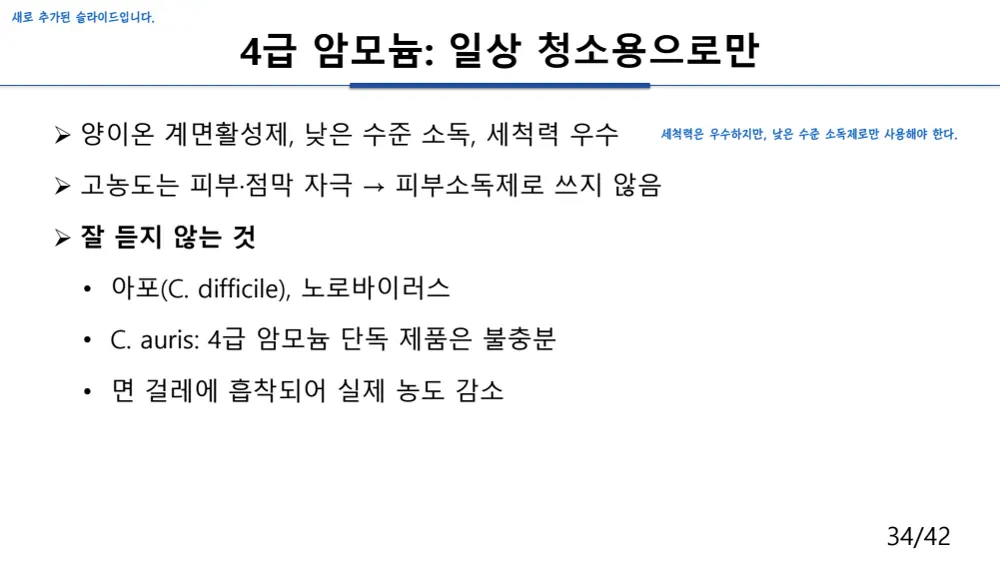 새로 추가된 슬라이드입니다.
4급 암모늄: 일상 청소용으로만
➢ 양이온 계면활성제, 낮은 수준 소독, 세척력 우수
세척력은 우수하지만, 낮은 수준 소독제로만 사용해야 한다.
➢ 고농도는 피부·점막 자극 → 피부소독제로 쓰지 않음
➢ 잘 듣지 않는 것
• 아포(C. difficile), 노로바이러스
• C. auris: 4급 암모늄 단독 제품은 불충분
• 면 걸레에 흡착되어 실제 농도 감소
34/42